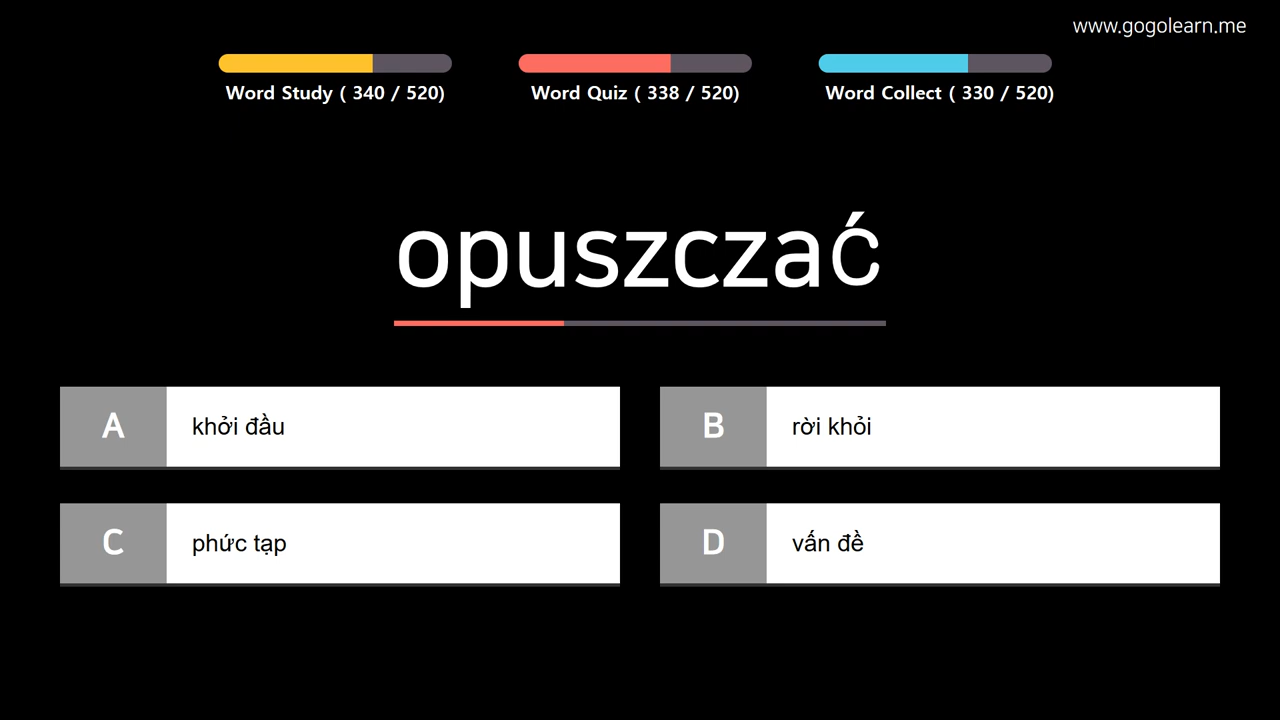 www.gogolearn.me
Word Study ( 340 / 520)
Word Quiz ( 338 / 520)
Word Collect ( 330 / 520)
opuszczać
A khởi đầu
B rời khỏi
C phức tạp
D vấn đề